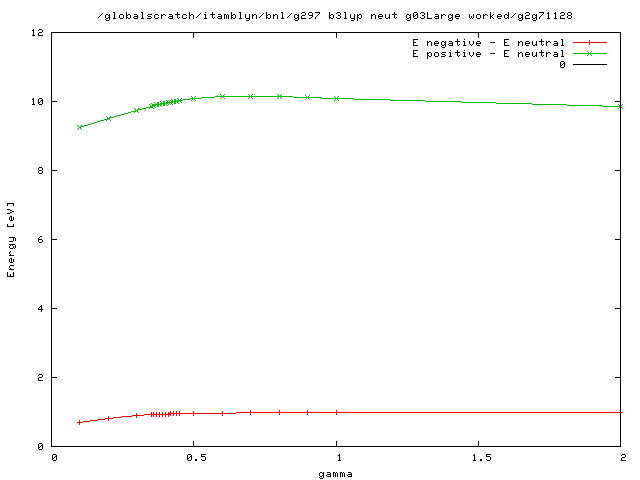 /globalscratch/itamblyn/bnl/g297 b3lyp neut g03Large worked/g2g71128
E negative - E neutral
E positive - E neutral
0
12
10
8
6
4
2
0
Energy [eV]
0 0.5 1 1.5 2
gamma